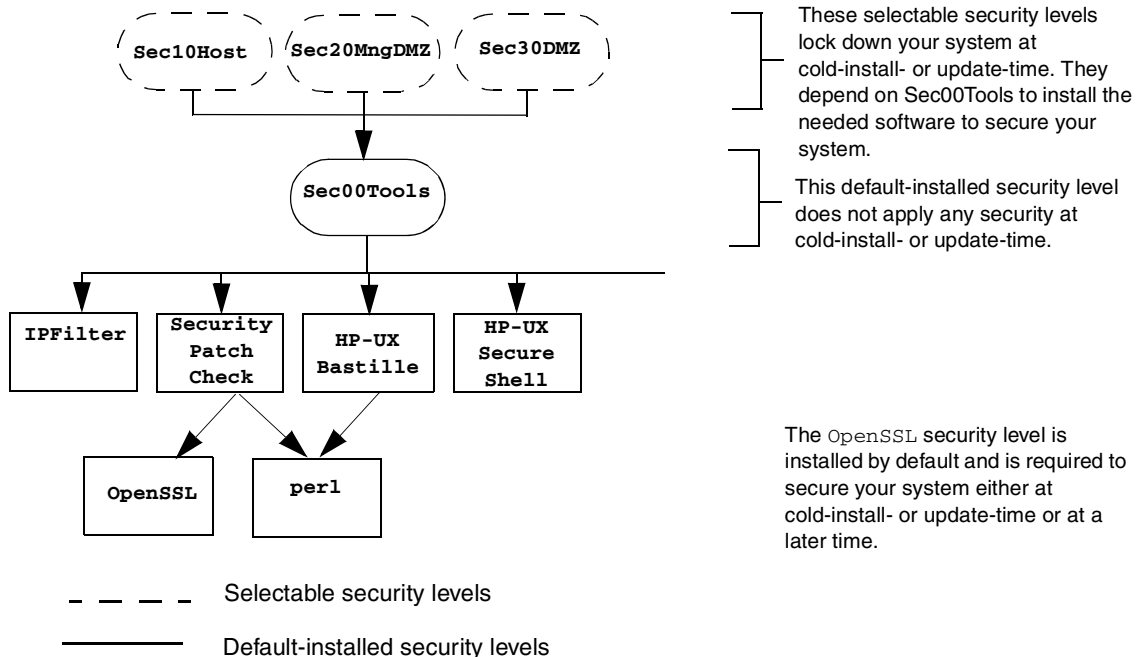 Sec10Host
Sec20MngDMZ
Sec30DMZ
These selectable security levels
lock down your system at
cold-install- or update-time. They
depend on Sec00Tools to install the
needed software to secure your
system.
Sec00Tools
This default-installed security level
does not apply any security at
cold-install- or update-time.
IPFilter
Security
Patch
Check
HP-UX
Bastille
HP-UX
Secure
Shell
OpenSSL
perl
The OpenSSL security level is
installed by default and is required to
secure your system either at
cold-install- or update-time or at a
later time.
Selectable security levels
Default-installed security levels